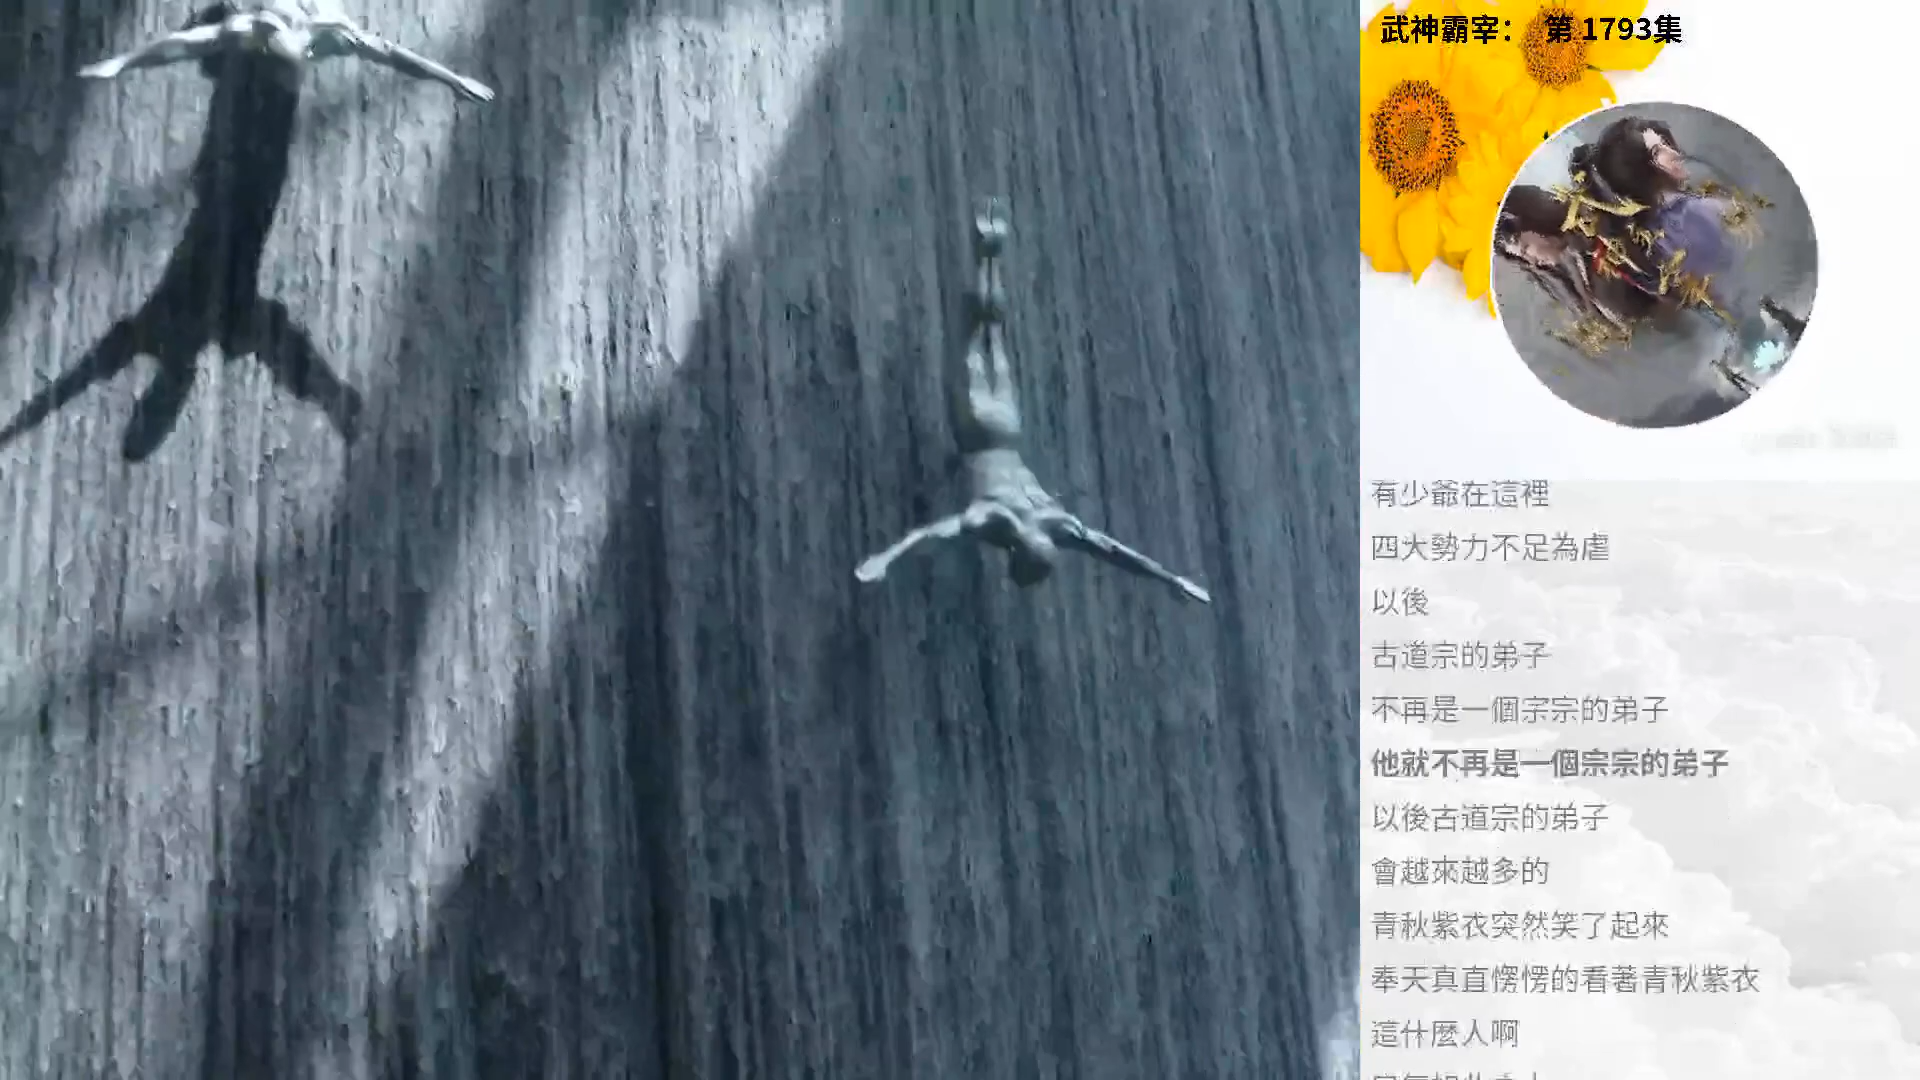 武神霸宰： 第 1793集
有少爺在這裡
四大勢力不足為虐
以後
古道宗的弟子
不再是一個宗宗的弟子
他就不再是一個宗宗的弟子
以後古道宗的弟子
會越來越多的
青秋紫衣突然笑了起來
奉天真直愣愣的看著青秋紫衣
這什麼人啊